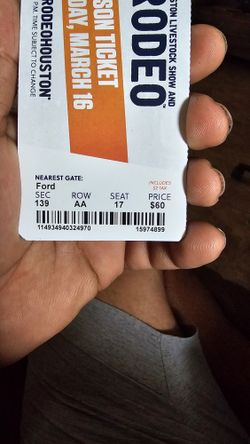 STON LIVESTOCK SHOW AND
RODEO
SON TICKET
DAY, MARCH 16
RODEOHOUSTON
P.M. TIME SUBJECT TO CHANGE
NEAREST GATE:
Ford
INCLUDES
$2 TAX
SEC ROW SEAT PRICE
139 AA 17 $60
114934940324970 15974899